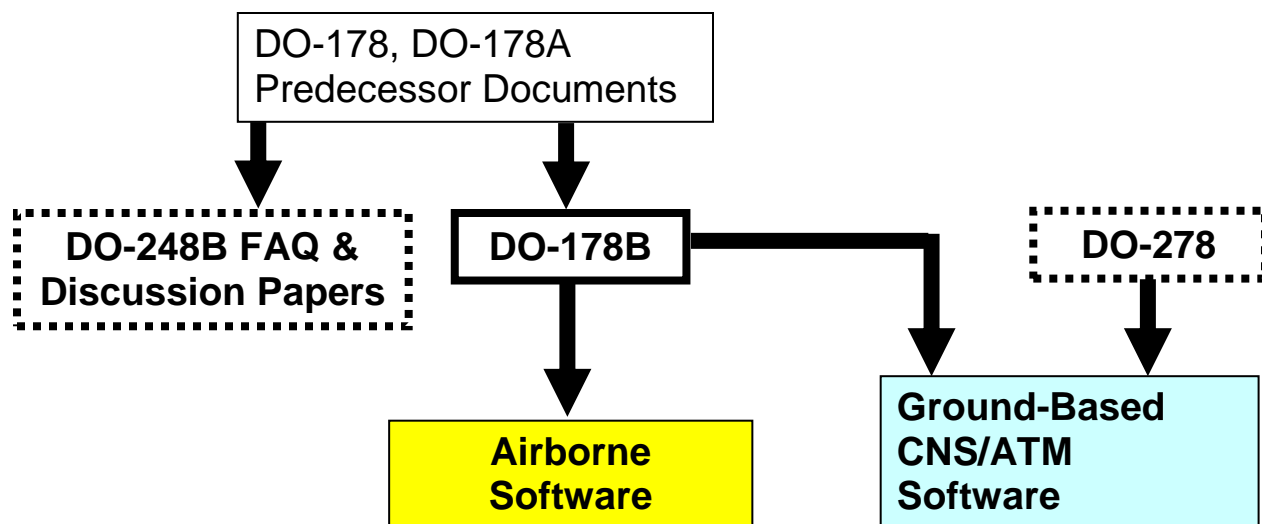 DO-178, DO-178A
Predecessor Documents
DO-248B FAQ &
Discussion Papers
DO-178B
DO-278
Airborne
Software
Ground-Based
CNS/ATM
Software